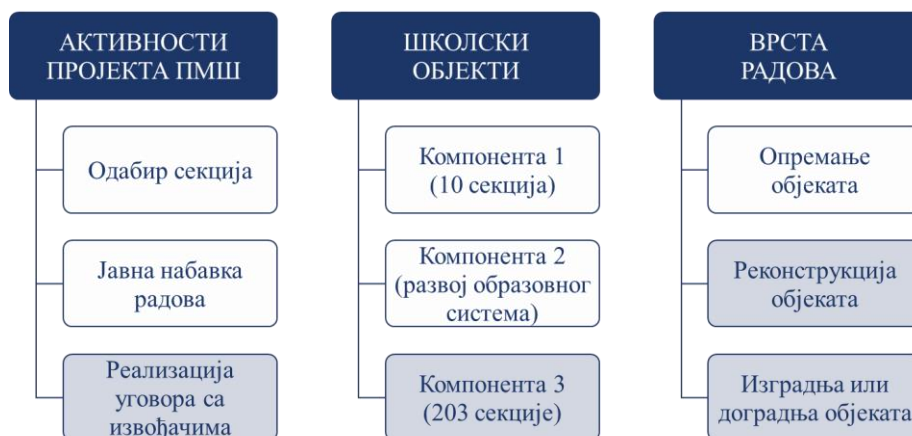 АКТИВНОСТИ
ПРОЈЕКТА ПМШ
Одабир секција
Јавна набавка
радова
Реализација
уговора са
извођачима
ШКОЛСКИ
ОБЈЕКТИ
Компонента 1
(10 секција)
Компонента 2
(развој образовног
система)
Компонента 3
(203 секције)
ВРСТА
РАДОВА
Опремање
објеката
Реконструкција
објеката
Изградња или
доградња објеката